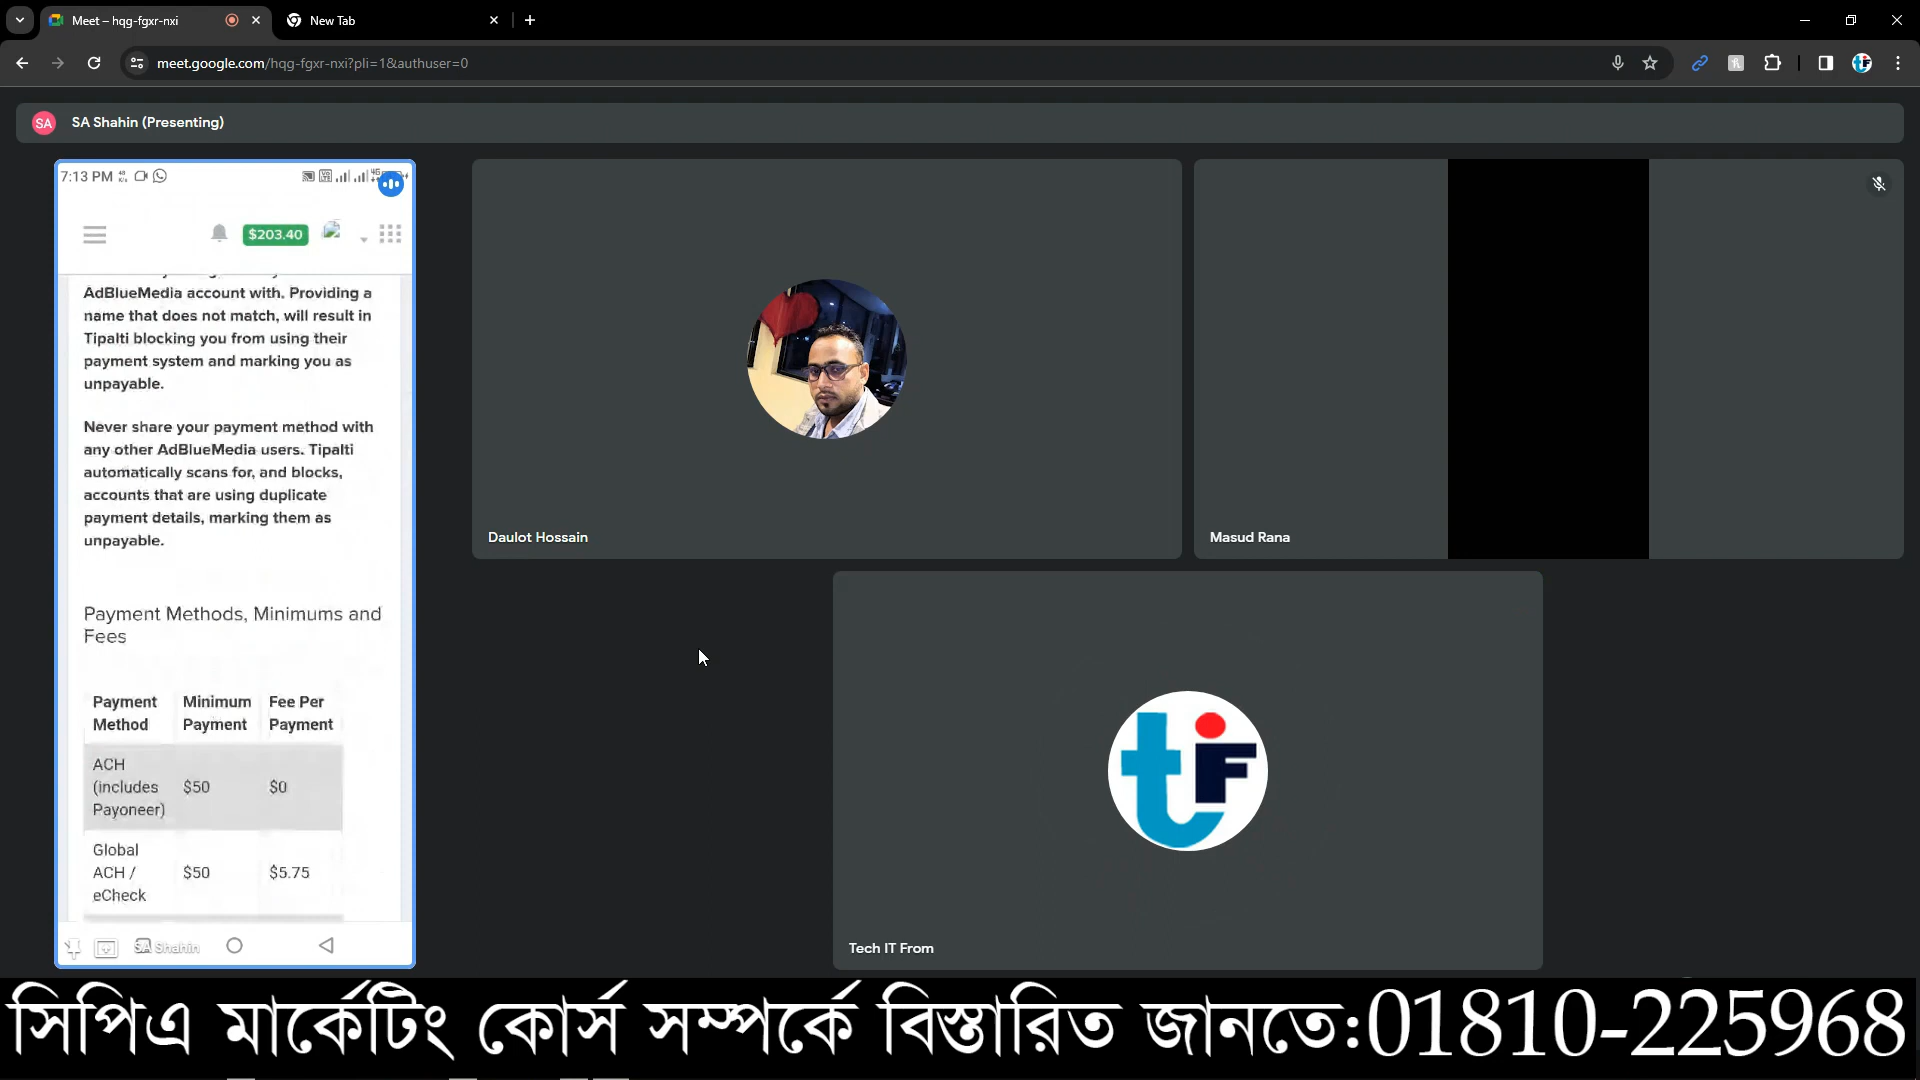 Meet – hqg-fgxr-nxi
New Tab
meet.google.com/hqg-fgxr-nxi?pli=1&authuser=0
SA
SA Shahin (Presenting)
7:13 PM
$203.40
AdBlueMedia account with. Providing a
name that does not match, will result in
Tipalti blocking you from using their
payment system and marking you as
unpayable.
Never share your payment method with
any other AdBlueMedia users. Tipalti
automatically scans for, and blocks,
accounts that are using duplicate
payment details, marking them as
unpayable.
Payment Methods, Minimums and
Fees
Payment Method
Minimum Payment
Fee Per Payment
ACH (includes Payoneer)
$50
$0
Global ACH / eCheck
$50
$5.75
SA Shahin
Daulot Hossain
Masud Rana
tiF
Tech IT From
সিপিএ মার্কেটিং কোর্স সম্পর্কে বিস্তারিত জানতে:01810-225968